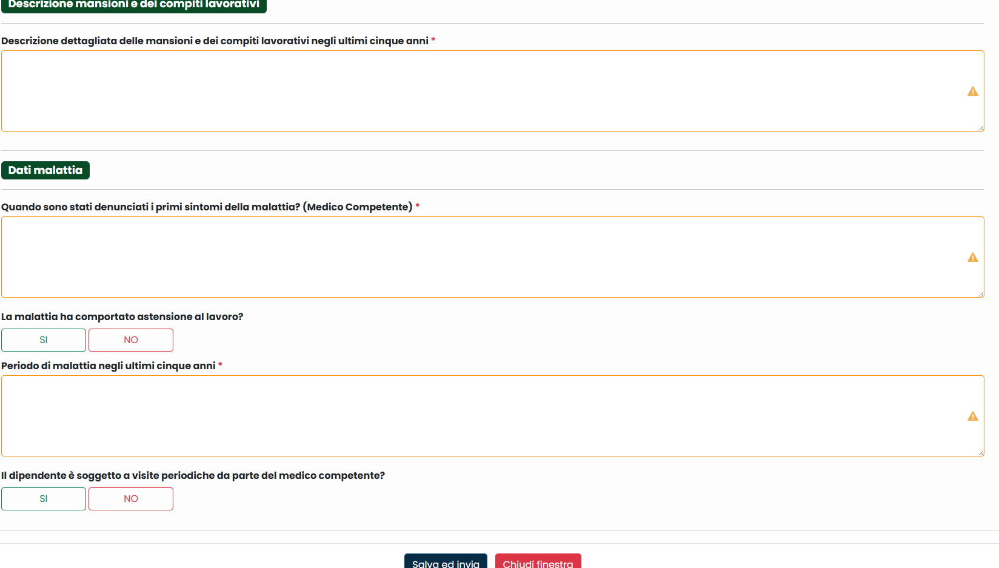 Descrizione mansioni e dei compiti lavorativi
Descrizione dettagliata delle mansioni e dei compiti lavorativi negli ultimi cinque anni *
Dati malattia
Quando sono stati denunciati i primi sintomi della malattia? (Medico Competente) *
La malattia ha comportato astensione al lavoro?
SI NO
Periodo di malattia negli ultimi cinque anni *
Il dipendente è soggetto a visite periodiche da parte del medico competente?
SI NO
Salva ed invia Chiudi finestra